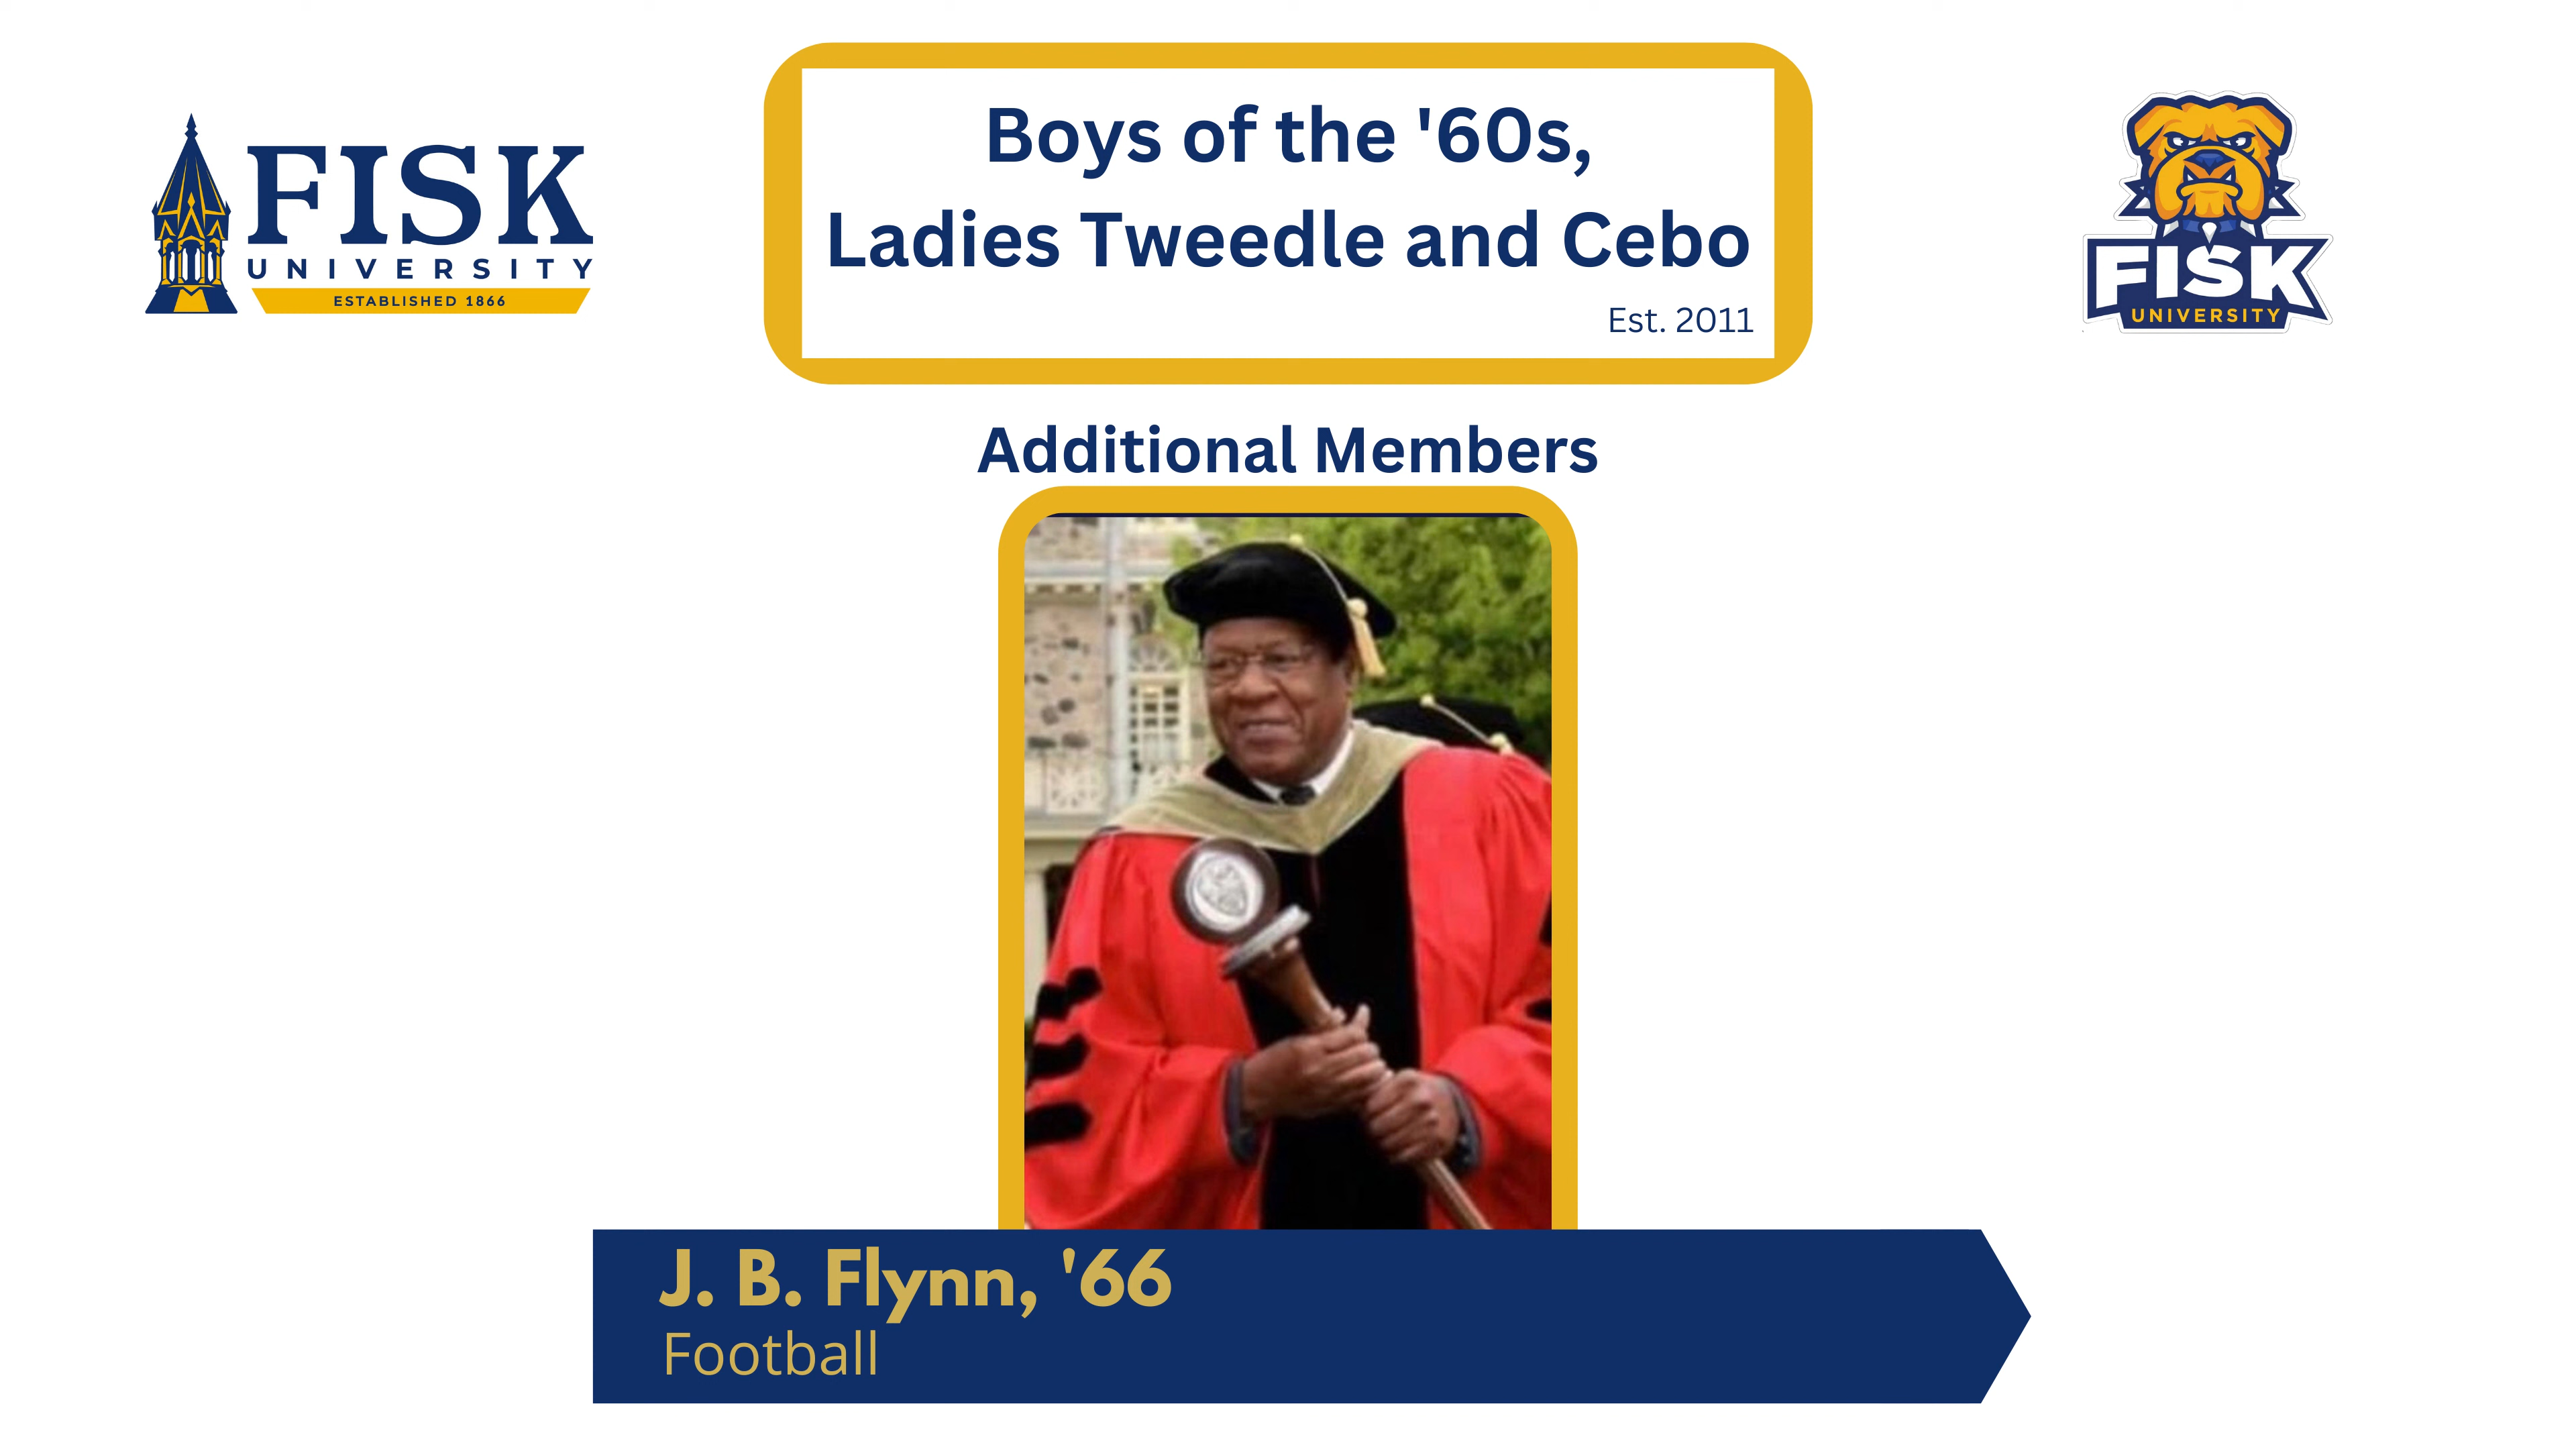 FISK
UNIVERSITY
ESTABLISHED 1866
Boys of the '60s,
Ladies Tweedle and Cebo
Est. 2011
FISK
UNIVERSITY
Additional Members
J. B. Flynn, '66
Football